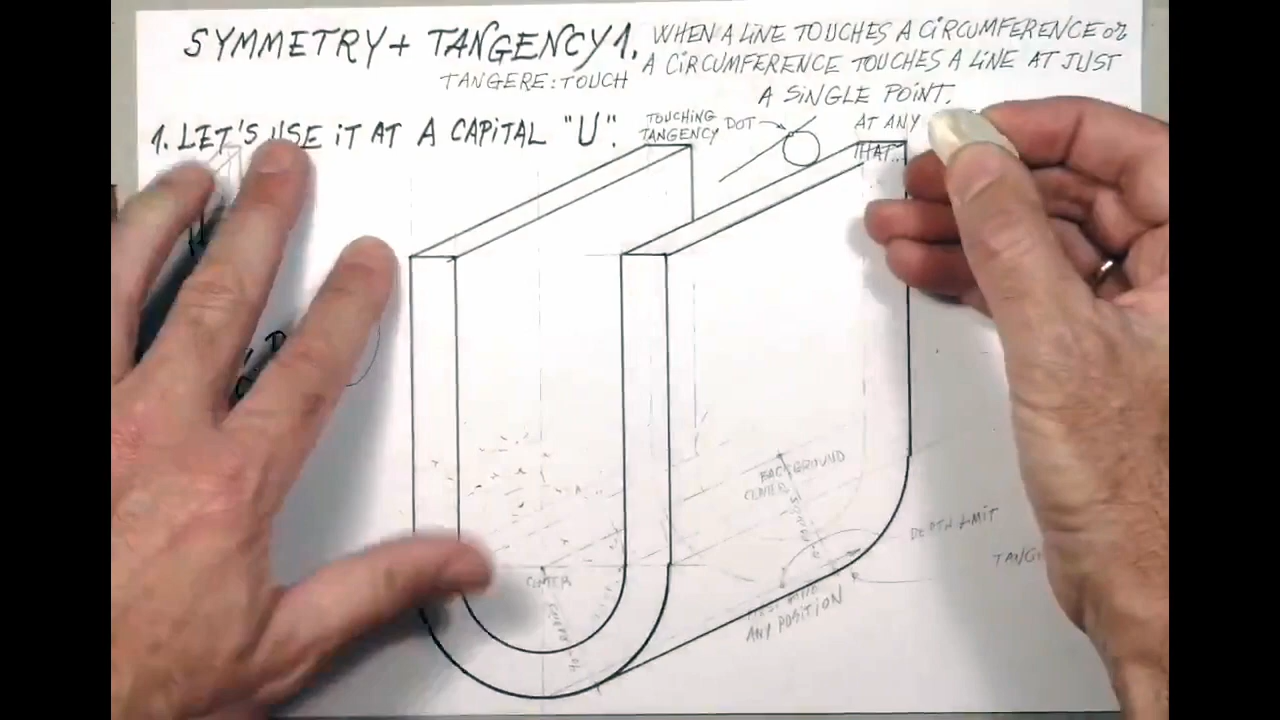 SYMMETRY + TANGENCY 1.
TANGERE: TOUCH
WHEN A LINE TOUCHES A CIRCUMFERENCE OR
A CIRCUMFERENCE TOUCHES A LINE AT JUST
A SINGLE POINT.
1. LET'S USE IT AT A CAPITAL "U".
TOUCHING
TANGENCY DOT
AT ANY
THAT...
BACKGROUND
CENTER
DEPTH LIMIT
CENTER
ANY POSITION